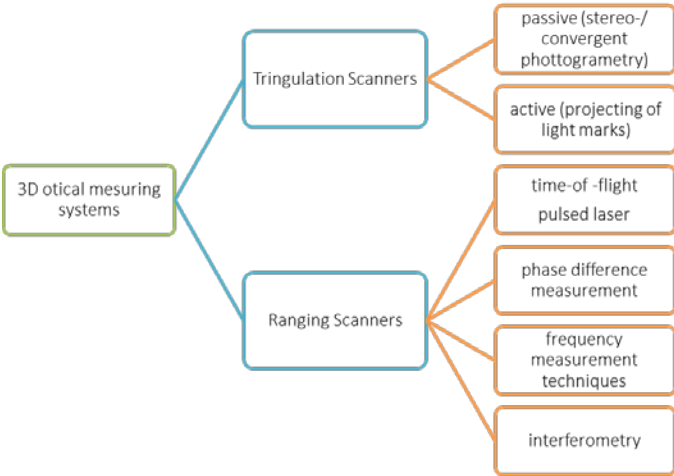 3D otical mesuring
systems
Tringulation Scanners
passive (stereo-/
convergent
phottogrametry)
active (projecting of
light marks)
Ranging Scanners
time-of -flight
pulsed laser
phase difference
measurement
frequency
measurement
techniques
interferometry